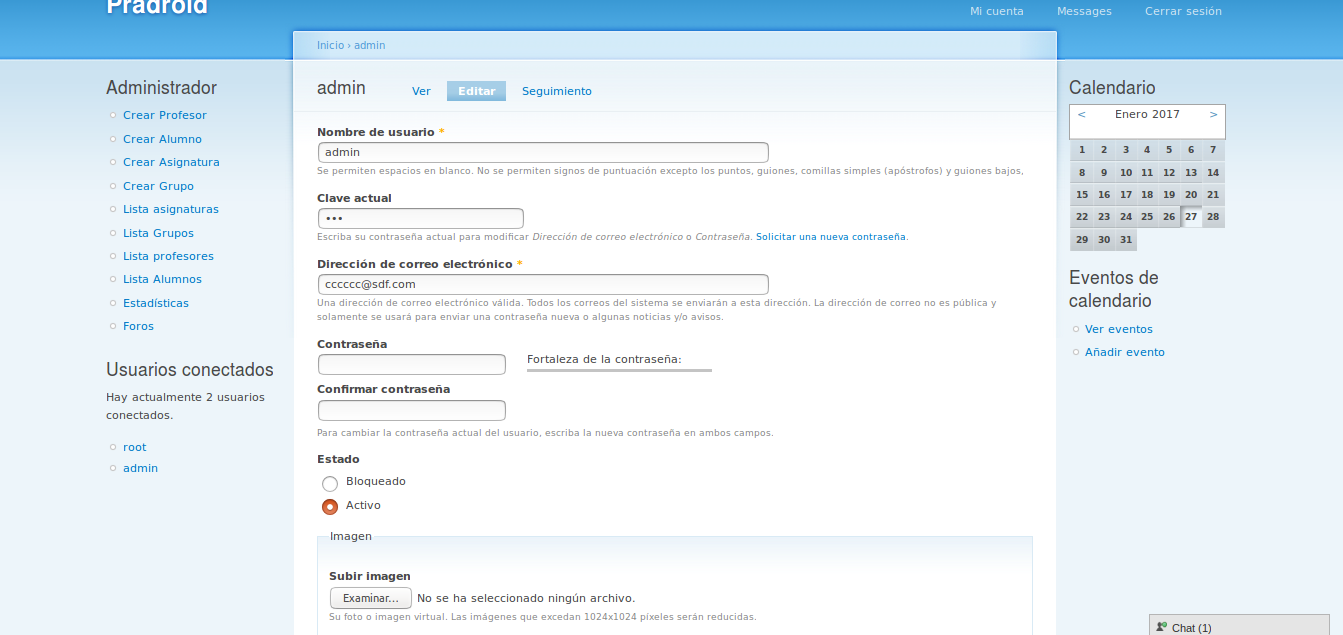 Pradroid
Mi cuenta Messages Cerrar sesión
Inicio › admin
Administrador
Crear Profesor
Crear Alumno
Crear Asignatura
Crear Grupo
Lista asignaturas
Lista Grupos
Lista profesores
Lista Alumnos
Estadísticas
Foros
Usuarios conectados
Hay actualmente 2 usuarios
conectados.
root
admin
admin
Ver Editar Seguimiento
Nombre de usuario *
admin
Se permiten espacios en blanco. No se permiten signos de puntuación excepto los puntos, guiones, comillas simples (apóstrofos) y guiones bajos,
Clave actual
•••
Escriba su contraseña actual para modificar Dirección de correo electrónico o Contraseña. Solicitar una nueva contraseña.
Dirección de correo electrónico *
cccccc@sdf.com
Una dirección de correo electrónico válida. Todos los correos del sistema se enviarán a esta dirección. La dirección de correo no es pública y
solamente se usará para enviar una contraseña nueva o algunas noticias y/o avisos.
Contraseña
Fortaleza de la contraseña:
Confirmar contraseña
Para cambiar la contraseña actual del usuario, escriba la nueva contraseña en ambos campos.
Estado
Bloqueado
Activo
Imagen
Subir imagen
Examinar... No se ha seleccionado ningún archivo.
Su foto o imagen virtual. Las imágenes que excedan 1024x1024 píxeles serán reducidas.
Calendario
< Enero 2017 >
1 2 3 4 5 6 7
8 9 10 11 12 13 14
15 16 17 18 19 20 21
22 23 24 25 26 27 28
29 30 31
Eventos de
calendario
Ver eventos
Añadir evento
Chat (1)